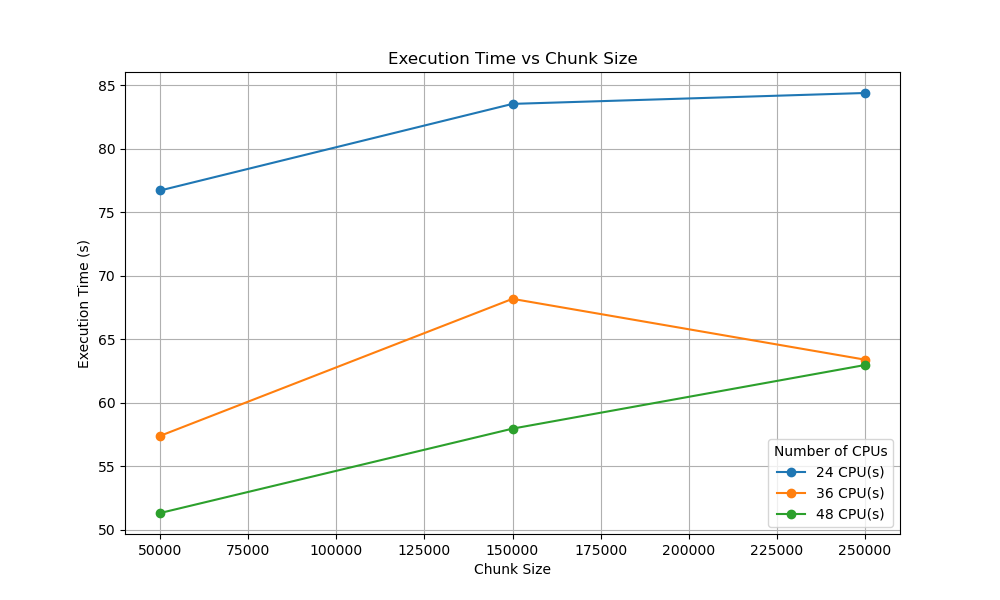 Execution Time vs Chunk Size
Execution Time (s)
85
80
75
70
65
60
55
50
50000 75000 100000 125000 150000 175000 200000 225000 250000
Chunk Size
Number of CPUs
24 CPU(s)
36 CPU(s)
48 CPU(s)